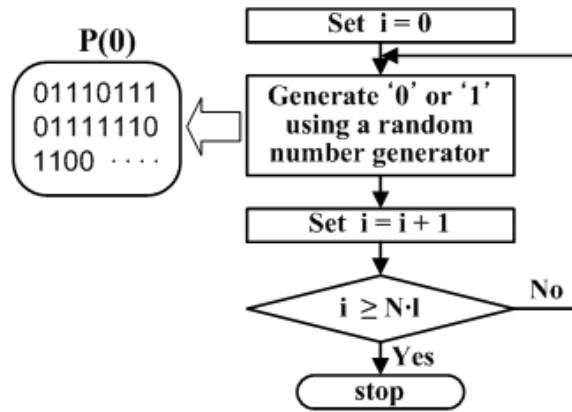 P(0)
01110111
01111110
1100 ····
Set i = 0
Generate ‘0’ or ‘1’
using a random
number generator
Set i = i + 1
i ≥ N·l
No
Yes
stop